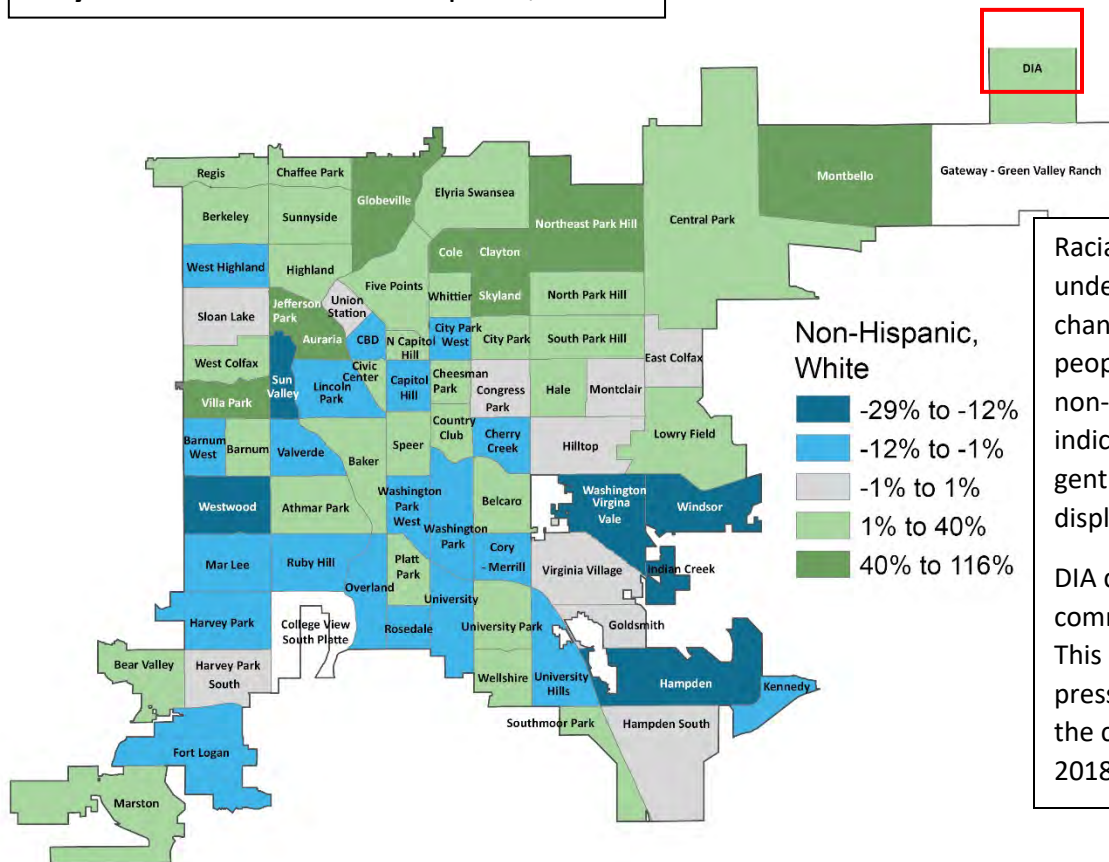 DIA
Montbello
Gateway - Green Valley Ranch
Regis
Chaffee Park
Globeville
Elyria Swansea
Central Park
Berkeley
Sunnyside
Northeast Park Hill
West Highland
Highland
Cole
Clayton
Five Points
Whittier
Skyland
North Park Hill
Sloan Lake
Jefferson
Park
Union
Station
Auraria
CBD
N Capitol
Hill
City Park
West
City Park
South Park Hill
East Colfax
West Colfax
Sun
Valley
Civic
Center
Lincoln
Park
Capitol
Hill
Cheesman
Park
Congress
Park
Hale
Montclair
Villa Park
Barnum
West
Barnum
Valverde
Baker
Speer
Country
Club
Cherry
Creek
Hilltop
Lowry Field
Westwood
Athmar Park
Washington
Park
West
Washington
Park
Belcaro
Washington
Virgina
Vale
Windsor
Mar Lee
Ruby Hill
Overland
Platt
Park
Cory
- Merrill
Virginia Village
Indian Creek
Harvey Park
College View
South Platte
Rosedale
University
University Park
Goldsmith
Bear Valley
Harvey Park
South
Wellshire
University
Hills
Hampden
Kennedy
Southmoor Park
Hampden South
Fort Logan
Marston
Non-Hispanic,
White
-29% to -12%
-12% to -1%
-1% to 1%
1% to 40%
40% to 116%
Racia
unde
chan
peop
non-
indic
gent
displ
DIA c
comm
This
press
the c
2018